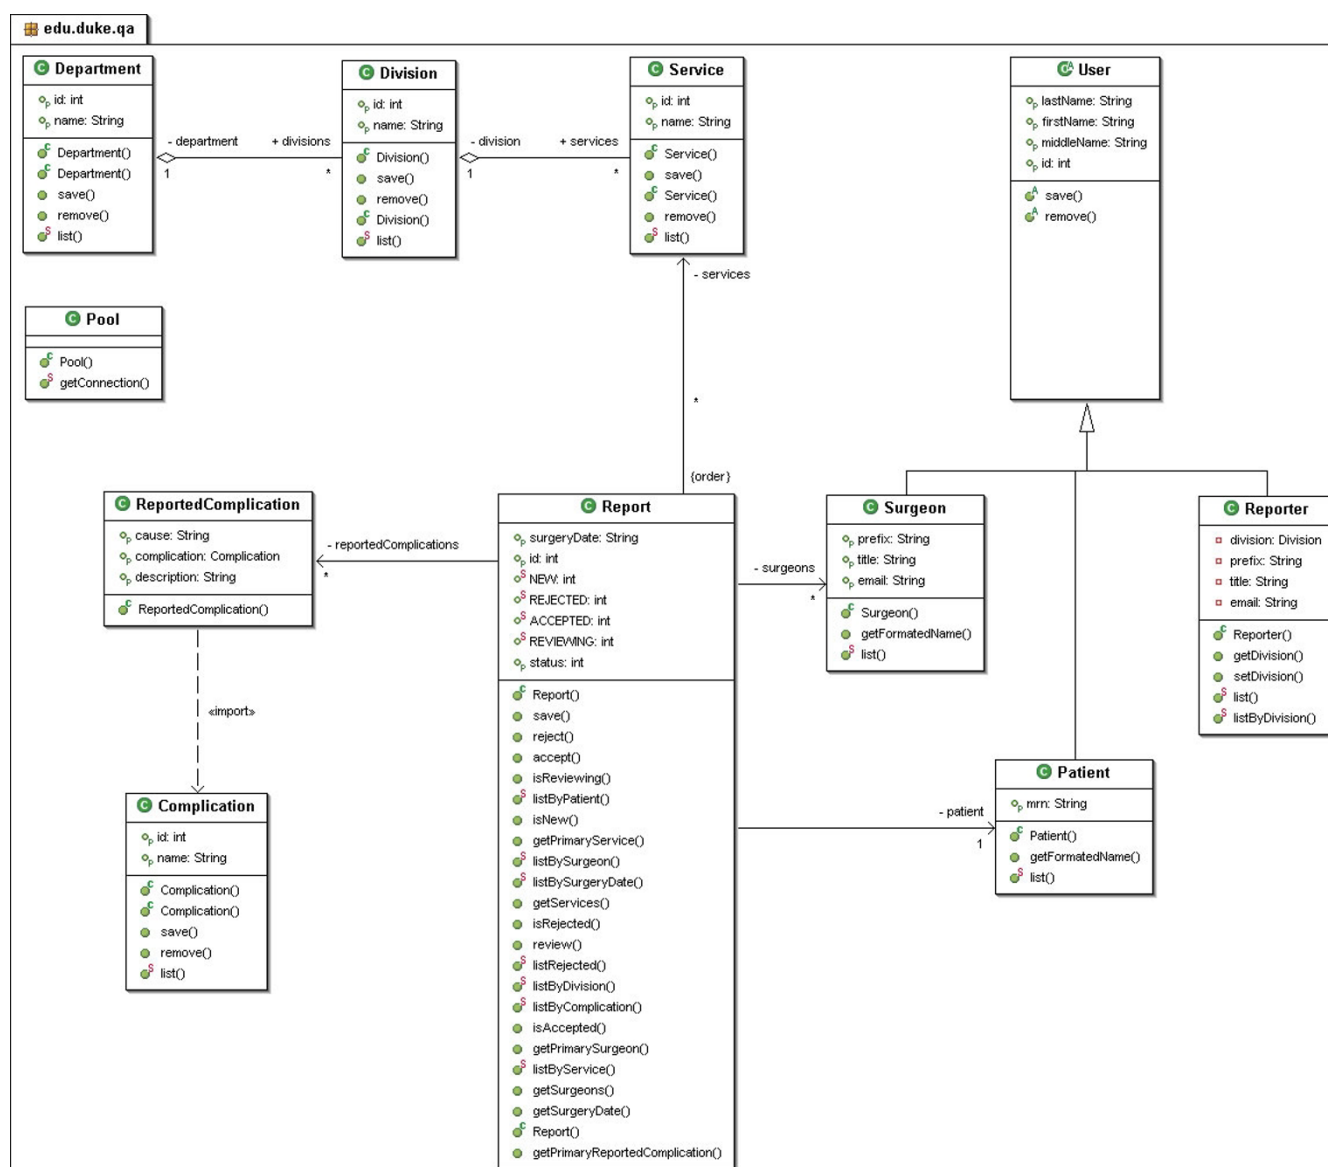 edu.duke.qa
Department
id: int
name: String
Department()
Department()
save()
remove()
list()
- department
+ divisions
1
*
Division
id: int
name: String
Division()
save()
remove()
Division()
list()
- division
+ services
1
*
Service
id: int
name: String
Service()
save()
Service()
remove()
list()
User
lastName: String
firstName: String
middleName: String
id: int
save()
remove()
- services
*
{order}
Pool
Pool()
getConnection()
ReportedComplication
cause: String
complication: Complication
description: String
ReportedComplication()
- reportedComplications
*
«import»
Complication
id: int
name: String
Complication()
Complication()
save()
remove()
list()
Report
surgeryDate: String
id: int
NEW: int
REJECTED: int
ACCEPTED: int
REVIEWING: int
status: int
Report()
save()
reject()
accept()
isReviewing()
listByPatient()
isNew()
getPrimaryService()
listBySurgeon()
listBySurgeryDate()
getServices()
isRejected()
review()
listRejected()
listByDivision()
listByComplication()
isAccepted()
getPrimarySurgeon()
listByService()
getSurgeons()
getSurgeryDate()
Report()
getPrimaryReportedComplication()
- surgeons
*
Surgeon
prefix: String
title: String
email: String
Surgeon()
getFormatedName()
list()
Reporter
division: Division
prefix: String
title: String
email: String
Reporter()
getDivision()
setDivision()
list()
listByDivision()
- patient
1
Patient
mrn: String
Patient()
getFormatedName()
list()